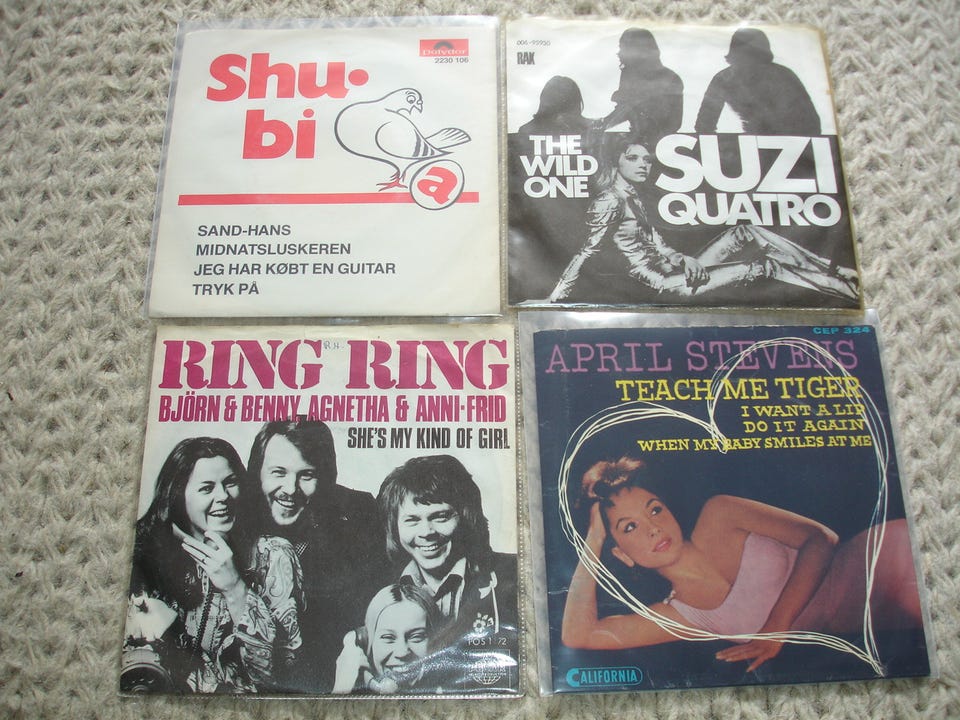 Shu·
bi
a
Polydor
2230 106
SAND-HANS
MIDNATSLUSKEREN
JEG HAR KØBT EN GUITAR
TRYK PÅ
006-95930
RAK
THE
WILD
ONE
SUZI
QUATRO
RING RING
R.H.
BJÖRN & BENNY, AGNETHA & ANNI-FRID
SHE'S MY KIND OF GIRL
CEP 324
APRIL STEVENS
TEACH ME TIGER
I WANT A LIP
DO IT AGAIN
WHEN MY BABY SMILES AT ME
CALIFORNIA